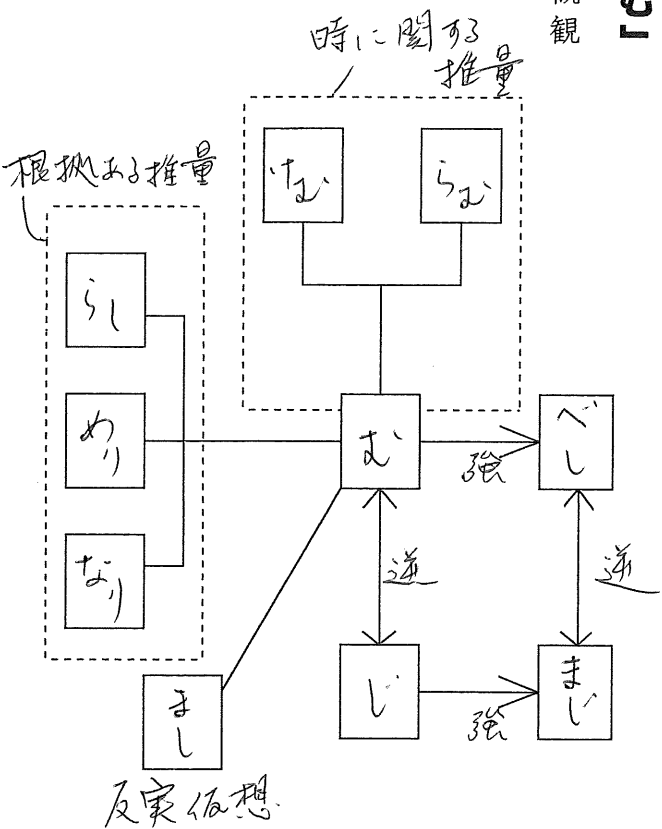 む』
観
時に関する
推量
けむ
らむ
根拠ある推量
らし
めり
なり
む
強
べし
逆
逆
じ
強
まじ
まし
反実仮想